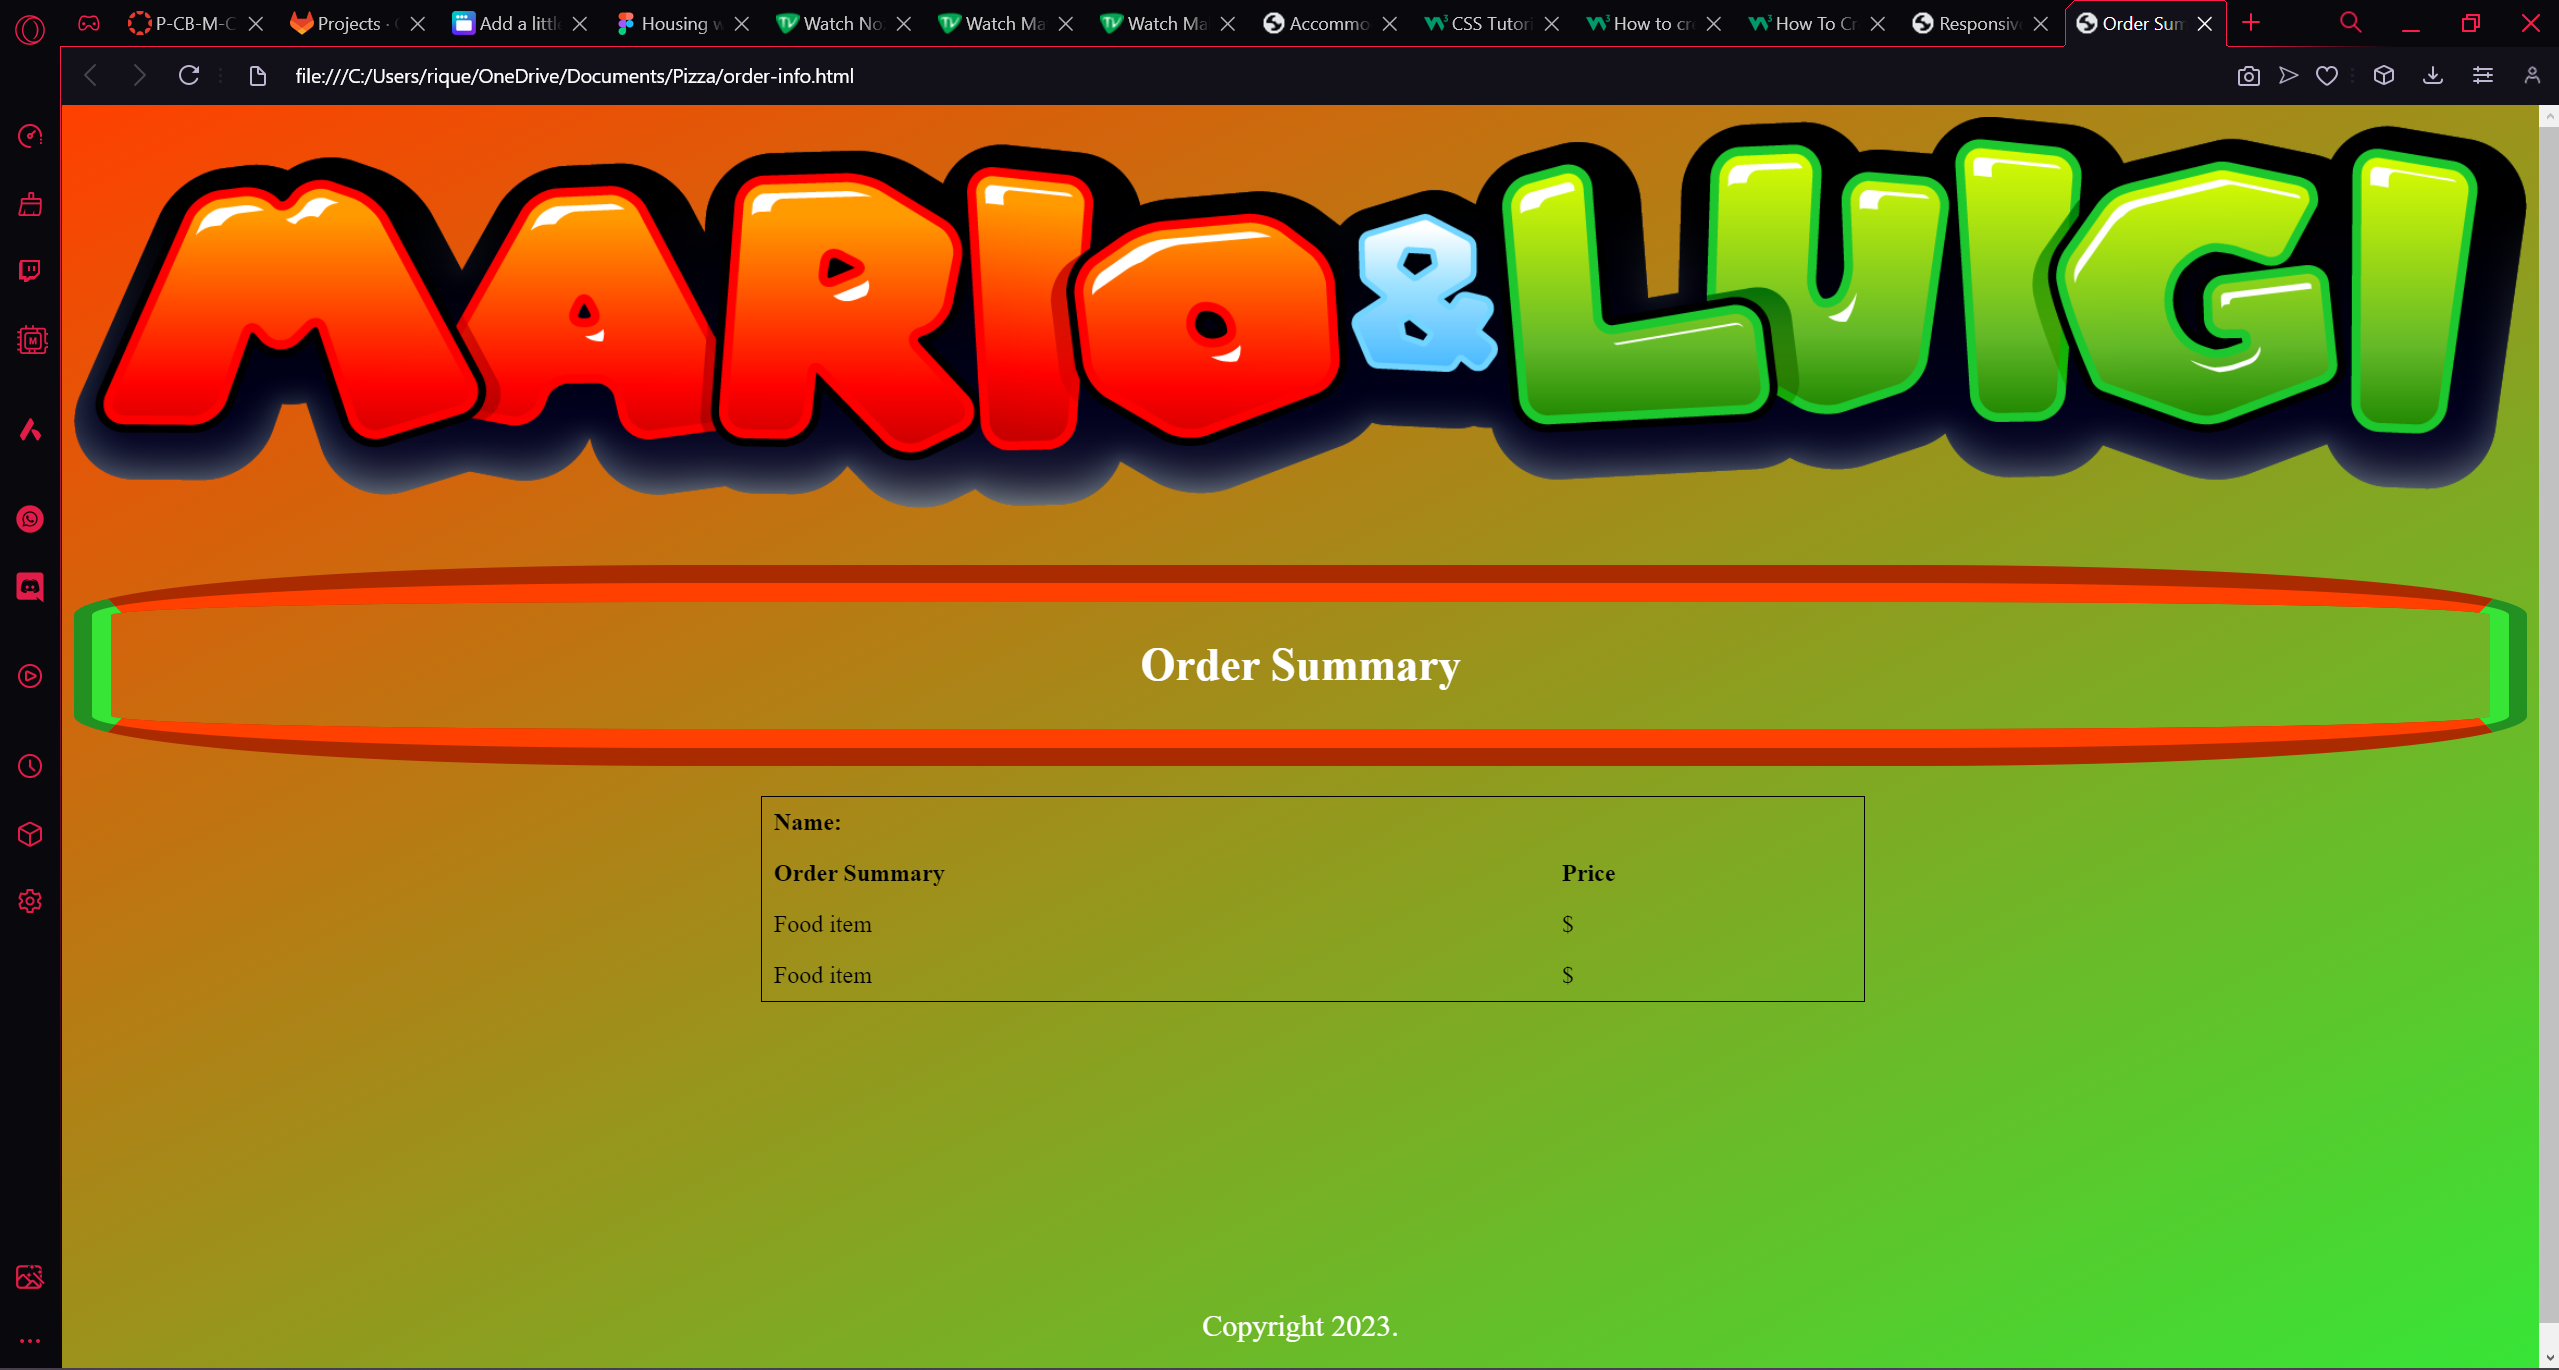 P-CB-M-C
Projects ·
Add a little
Housing w
Watch No.
Watch Ma
Watch Ma
Accommo
CSS Tutori
How to cr
How To Cr
Responsiv
Order Sum
file:///C:/Users/rique/OneDrive/Documents/Pizza/order-info.html
MARIO & LUIGI
Order Summary
Name:
Order Summary Price
Food item $
Food item $
Copyright 2023.